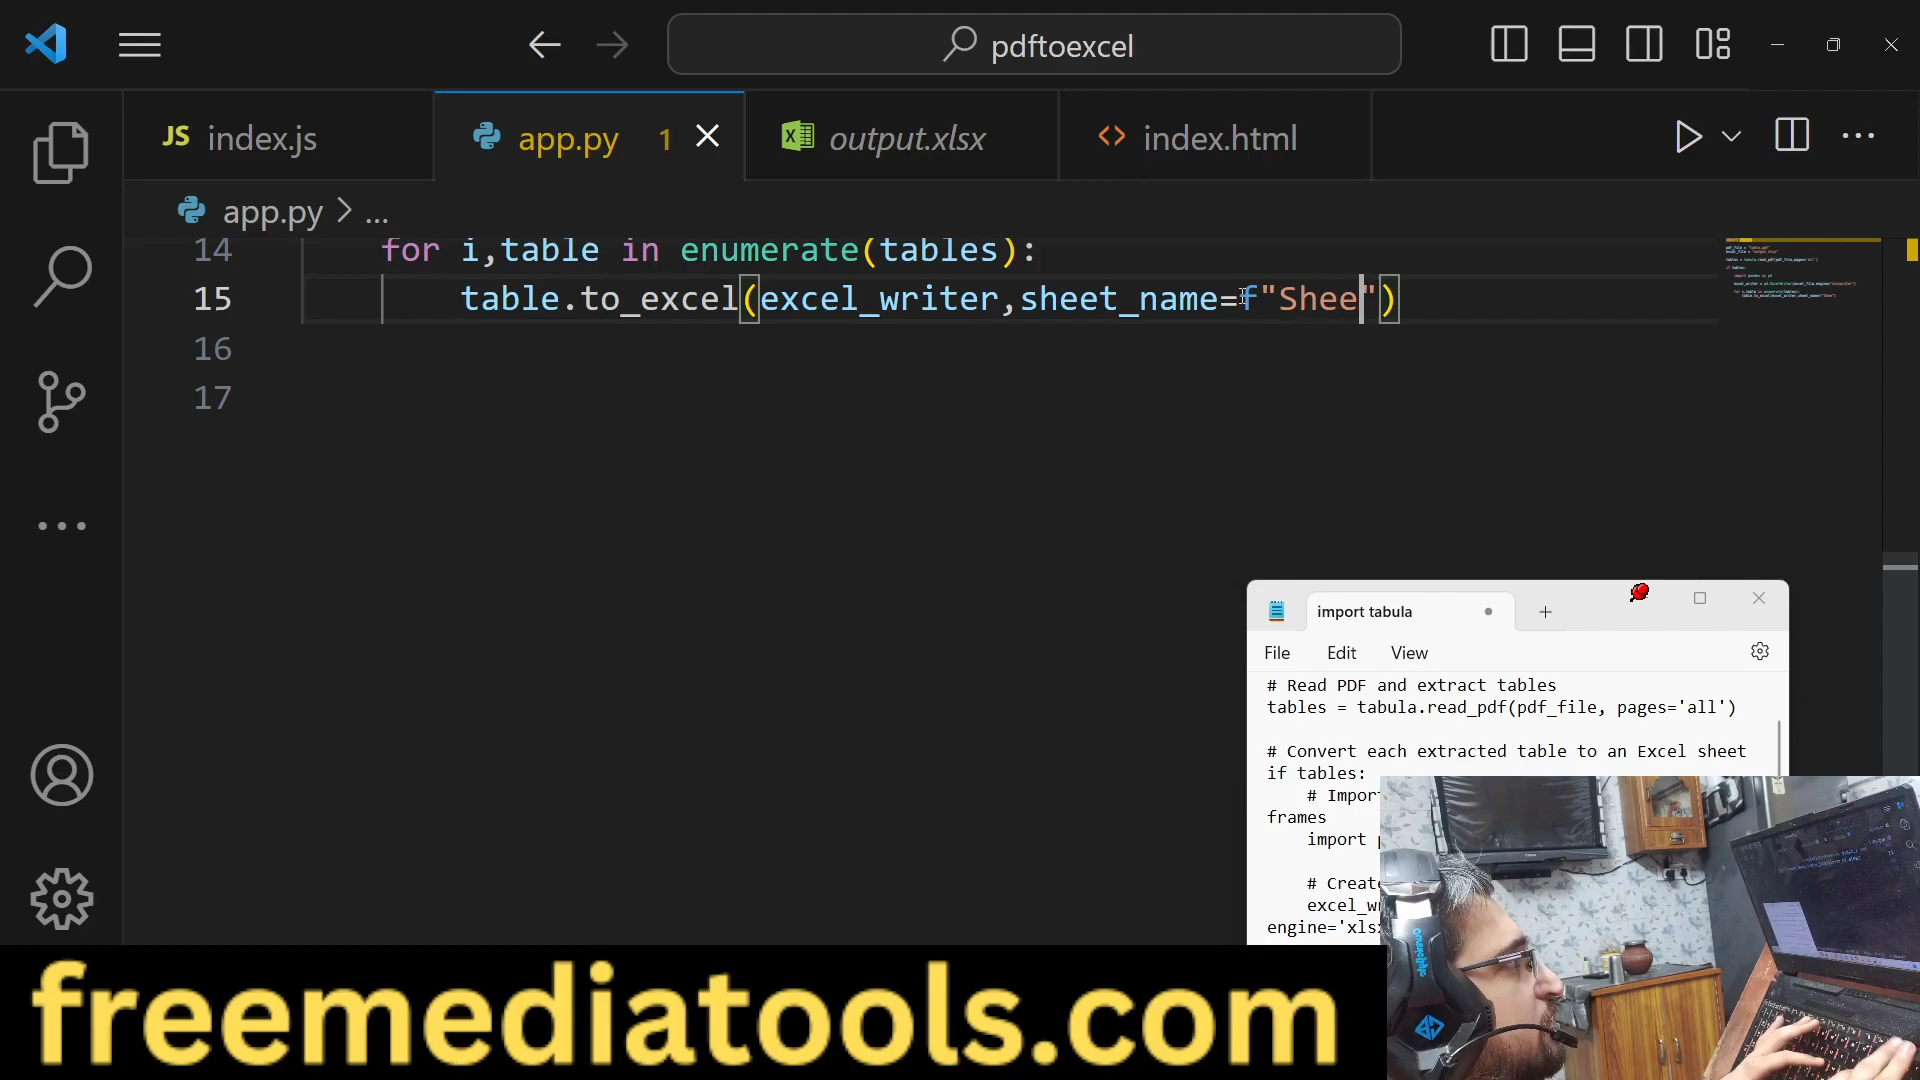 pdftoexcel
JS index.js
app.py 1
output.xlsx
<> index.html
app.py > ...
14 for i,table in enumerate(tables):
15 table.to_excel(excel_writer,sheet_name=f"Shee")
16
17
import tabula
File Edit View
# Read PDF and extract tables
tables = tabula.read_pdf(pdf_file, pages='all')
# Convert each extracted table to an Excel sheet
if tables:
# Impor
frames
import p
# Create
excel_w
engine='xls
freemediatools.com